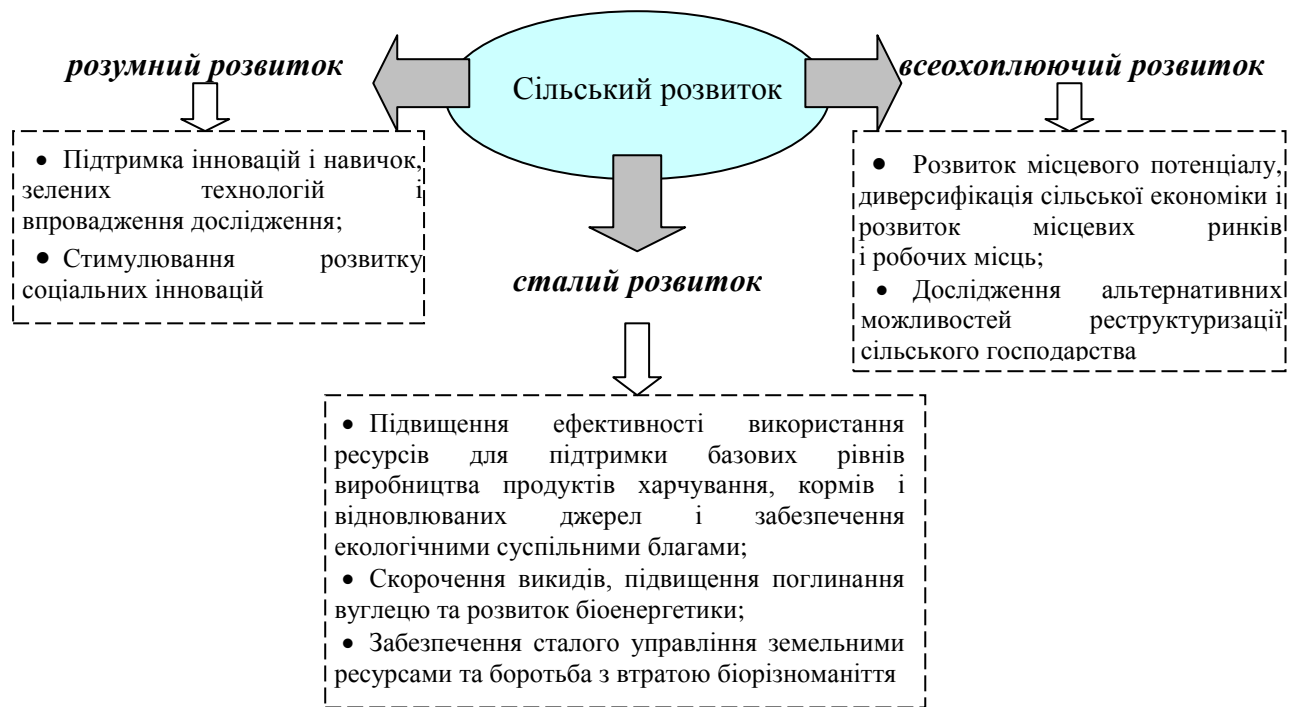 Сільський розвиток
розумний розвиток
• Підтримка інновацій і навичок,
зелених технологій і
впровадження дослідження;
• Стимулювання розвитку
соціальних інновацій
сталий розвиток
• Підвищення ефективності використання
ресурсів для підтримки базових рівнів
виробництва продуктів харчування, кормів і
відновлюваних джерел і забезпечення
екологічними суспільними благами;
• Скорочення викидів, підвищення поглинання
вуглецю та розвиток біоенергетики;
• Забезпечення сталого управління земельними
ресурсами та боротьба з втратою біорізноманіття
всеохоплюючий розвиток
• Розвиток місцевого потенціалу,
диверсифікація сільської економіки і
розвиток місцевих ринків
і робочих місць;
• Дослідження альтернативних
можливостей реструктуризації
сільського господарства